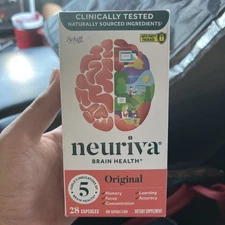 CLINICALLY TESTED
NATURALLY SOURCED INGREDIENTS†
Schiff
neuriva®
BRAIN HEALTH*
Original
5
Memory
Focus
Concentration
Learning
Accuracy
28 CAPSULES
DIETARY SUPPLEMENT